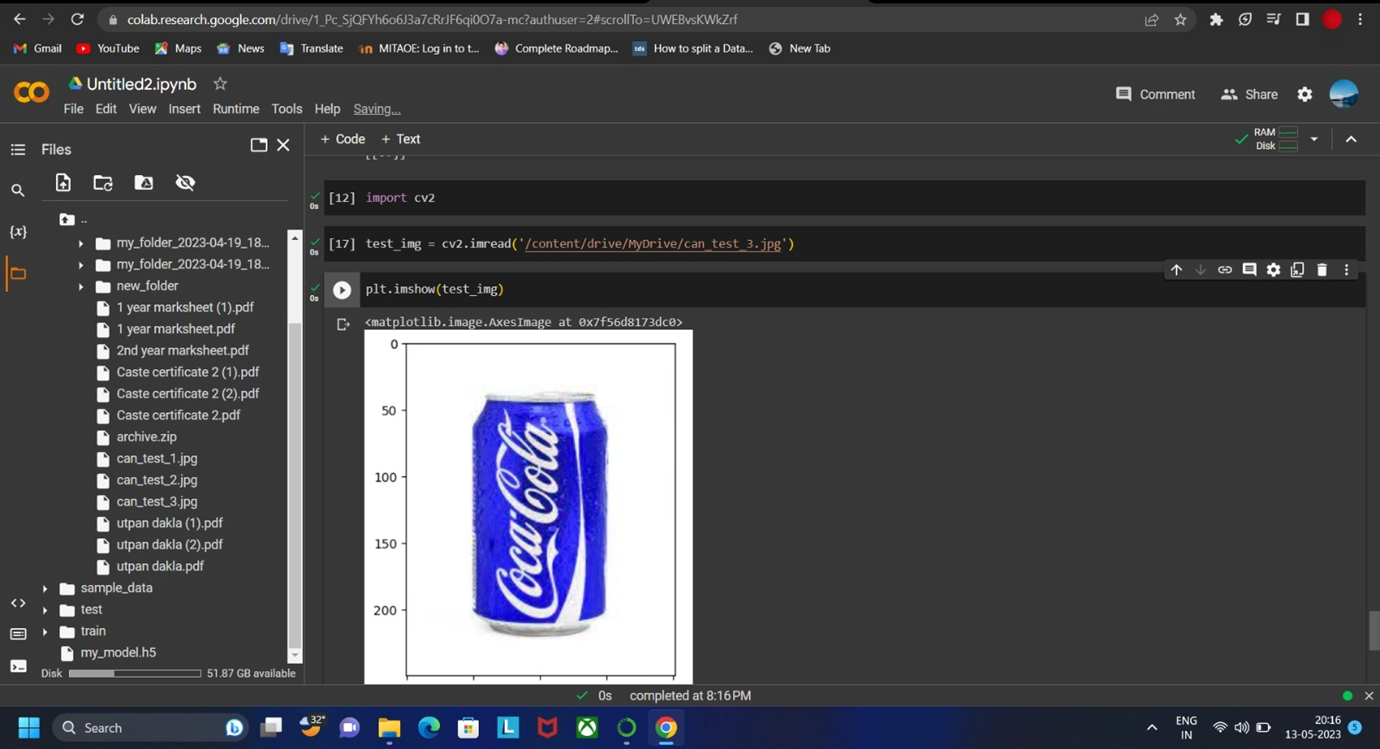 colab.research.google.com/drive/1_Pc_SjQFYh6o6J3a7cRrJF6qi0O7a-mc?authuser=2#scrollTo=UWEBvsKWkZrf
Gmail YouTube Maps News Translate MITAOE: Log in to t... Complete Roadmap... tds How to split a Data... New Tab
Untitled2.ipynb
File Edit View Insert Runtime Tools Help Saving...
Comment Share
Files
+ Code + Text
RAM
Disk
{x}
..
my_folder_2023-04-19_18...
my_folder_2023-04-19_18...
new_folder
1 year marksheet (1).pdf
1 year marksheet.pdf
2nd year marksheet.pdf
Caste certificate 2 (1).pdf
Caste certificate 2 (2).pdf
Caste certificate 2.pdf
archive.zip
can_test_1.jpg
can_test_2.jpg
can_test_3.jpg
utpan dakla (1).pdf
utpan dakla (2).pdf
utpan dakla.pdf
sample_data
test
train
my_model.h5
Disk 51.87 GB available
0s [12] import cv2
0s [17] test_img = cv2.imread('/content/drive/MyDrive/can_test_3.jpg')
0s plt.imshow(test_img)
<matplotlib.image.AxesImage at 0x7f56d8173dc0>
0
50
100
150
200
Coca-Cola
0s completed at 8:16 PM
Search
32°
L
ENG
IN
20:16
13-05-2023
5